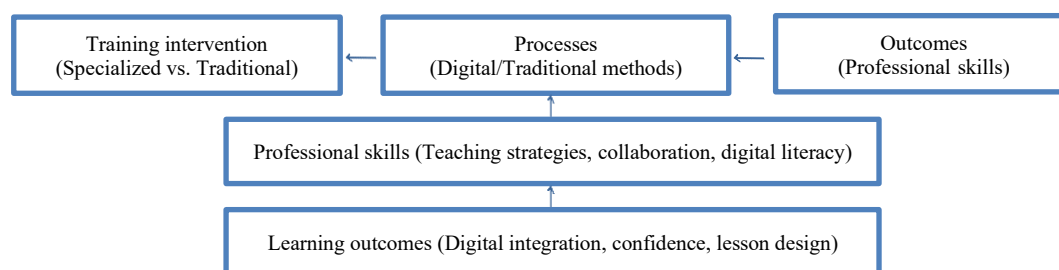 Training intervention
(Specialized vs. Traditional)
Processes
(Digital/Traditional methods)
Outcomes
(Professional skills)
Professional skills (Teaching strategies, collaboration, digital literacy)
Learning outcomes (Digital integration, confidence, lesson design)